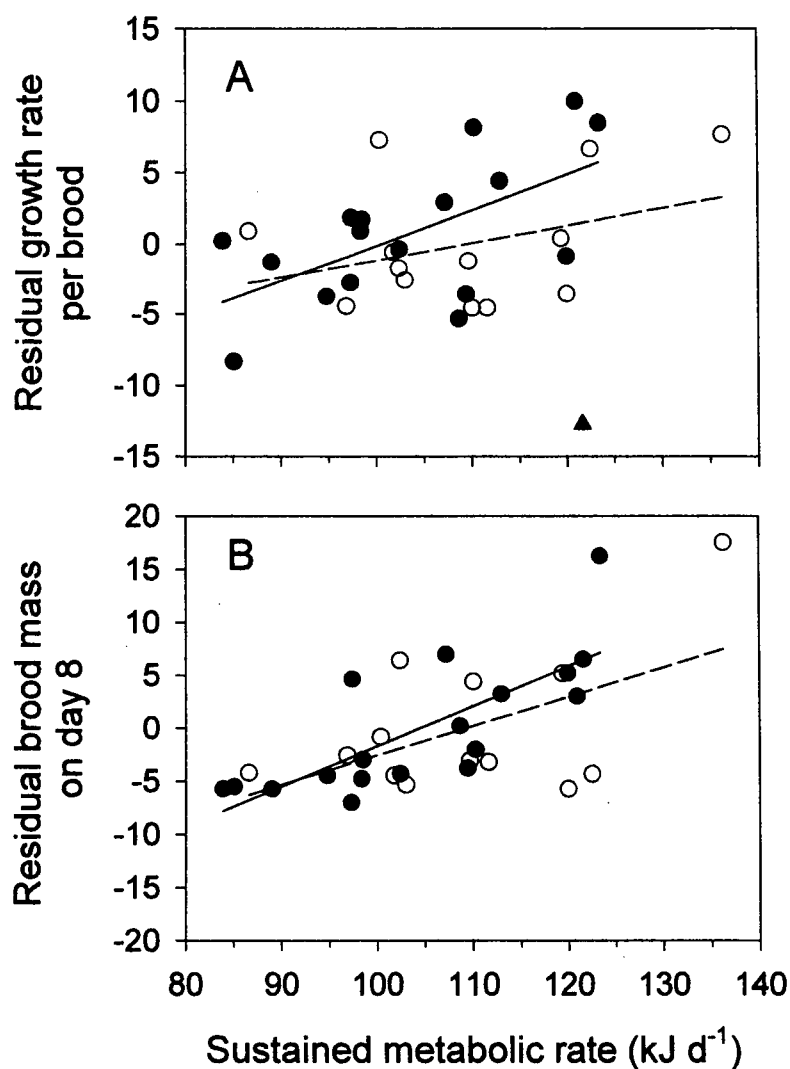 15
A
10
5
0
-5
-10
-15
Residual growth rate
per brood
20
B
15
10
5
0
-5
-10
-15
-20
Residual brood mass
on day 8
80 90 100 110 120 130 140
Sustained metabolic rate (kJ d⁻¹)